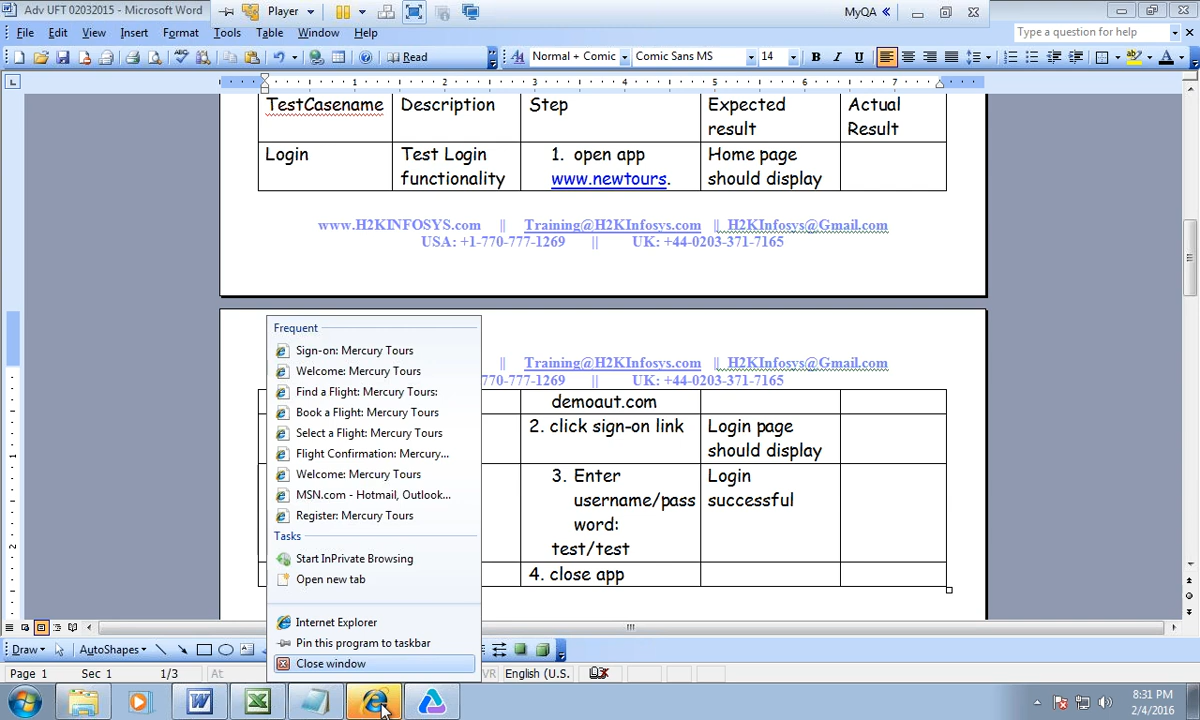 Adv UFT 02032015 - Microsoft Word
Player
MyQA
File Edit View Insert Format Tools Table Window Help
Type a question for help
Read
Normal + Comic
Comic Sans MS
14
B I U
TestCasename Description Step Expected result Actual Result
Login Test Login functionality 1. open app www.newtours. Home page should display
www.H2KINFOSYS.com || Training@H2KInfosys.com || H2KInfosys@Gmail.com
USA: +1-770-777-1269 || UK: +44-0203-371-7165
|| Training@H2KInfosys.com || H2KInfosys@Gmail.com
770-777-1269 || UK: +44-0203-371-7165
demoaut.com
2. click sign-on link Login page should display
3. Enter username/password: test/test Login successful
4. close app
Frequent
Sign-on: Mercury Tours
Welcome: Mercury Tours
Find a Flight: Mercury Tours:
Book a Flight: Mercury Tours
Select a Flight: Mercury Tours
Flight Confirmation: Mercury...
Welcome: Mercury Tours
MSN.com - Hotmail, Outlook...
Register: Mercury Tours
Tasks
Start InPrivate Browsing
Open new tab
Internet Explorer
Pin this program to taskbar
Close window
Draw AutoShapes
Page 1 Sec 1 1/3 At English (U.S.
8:31 PM
2/4/2016